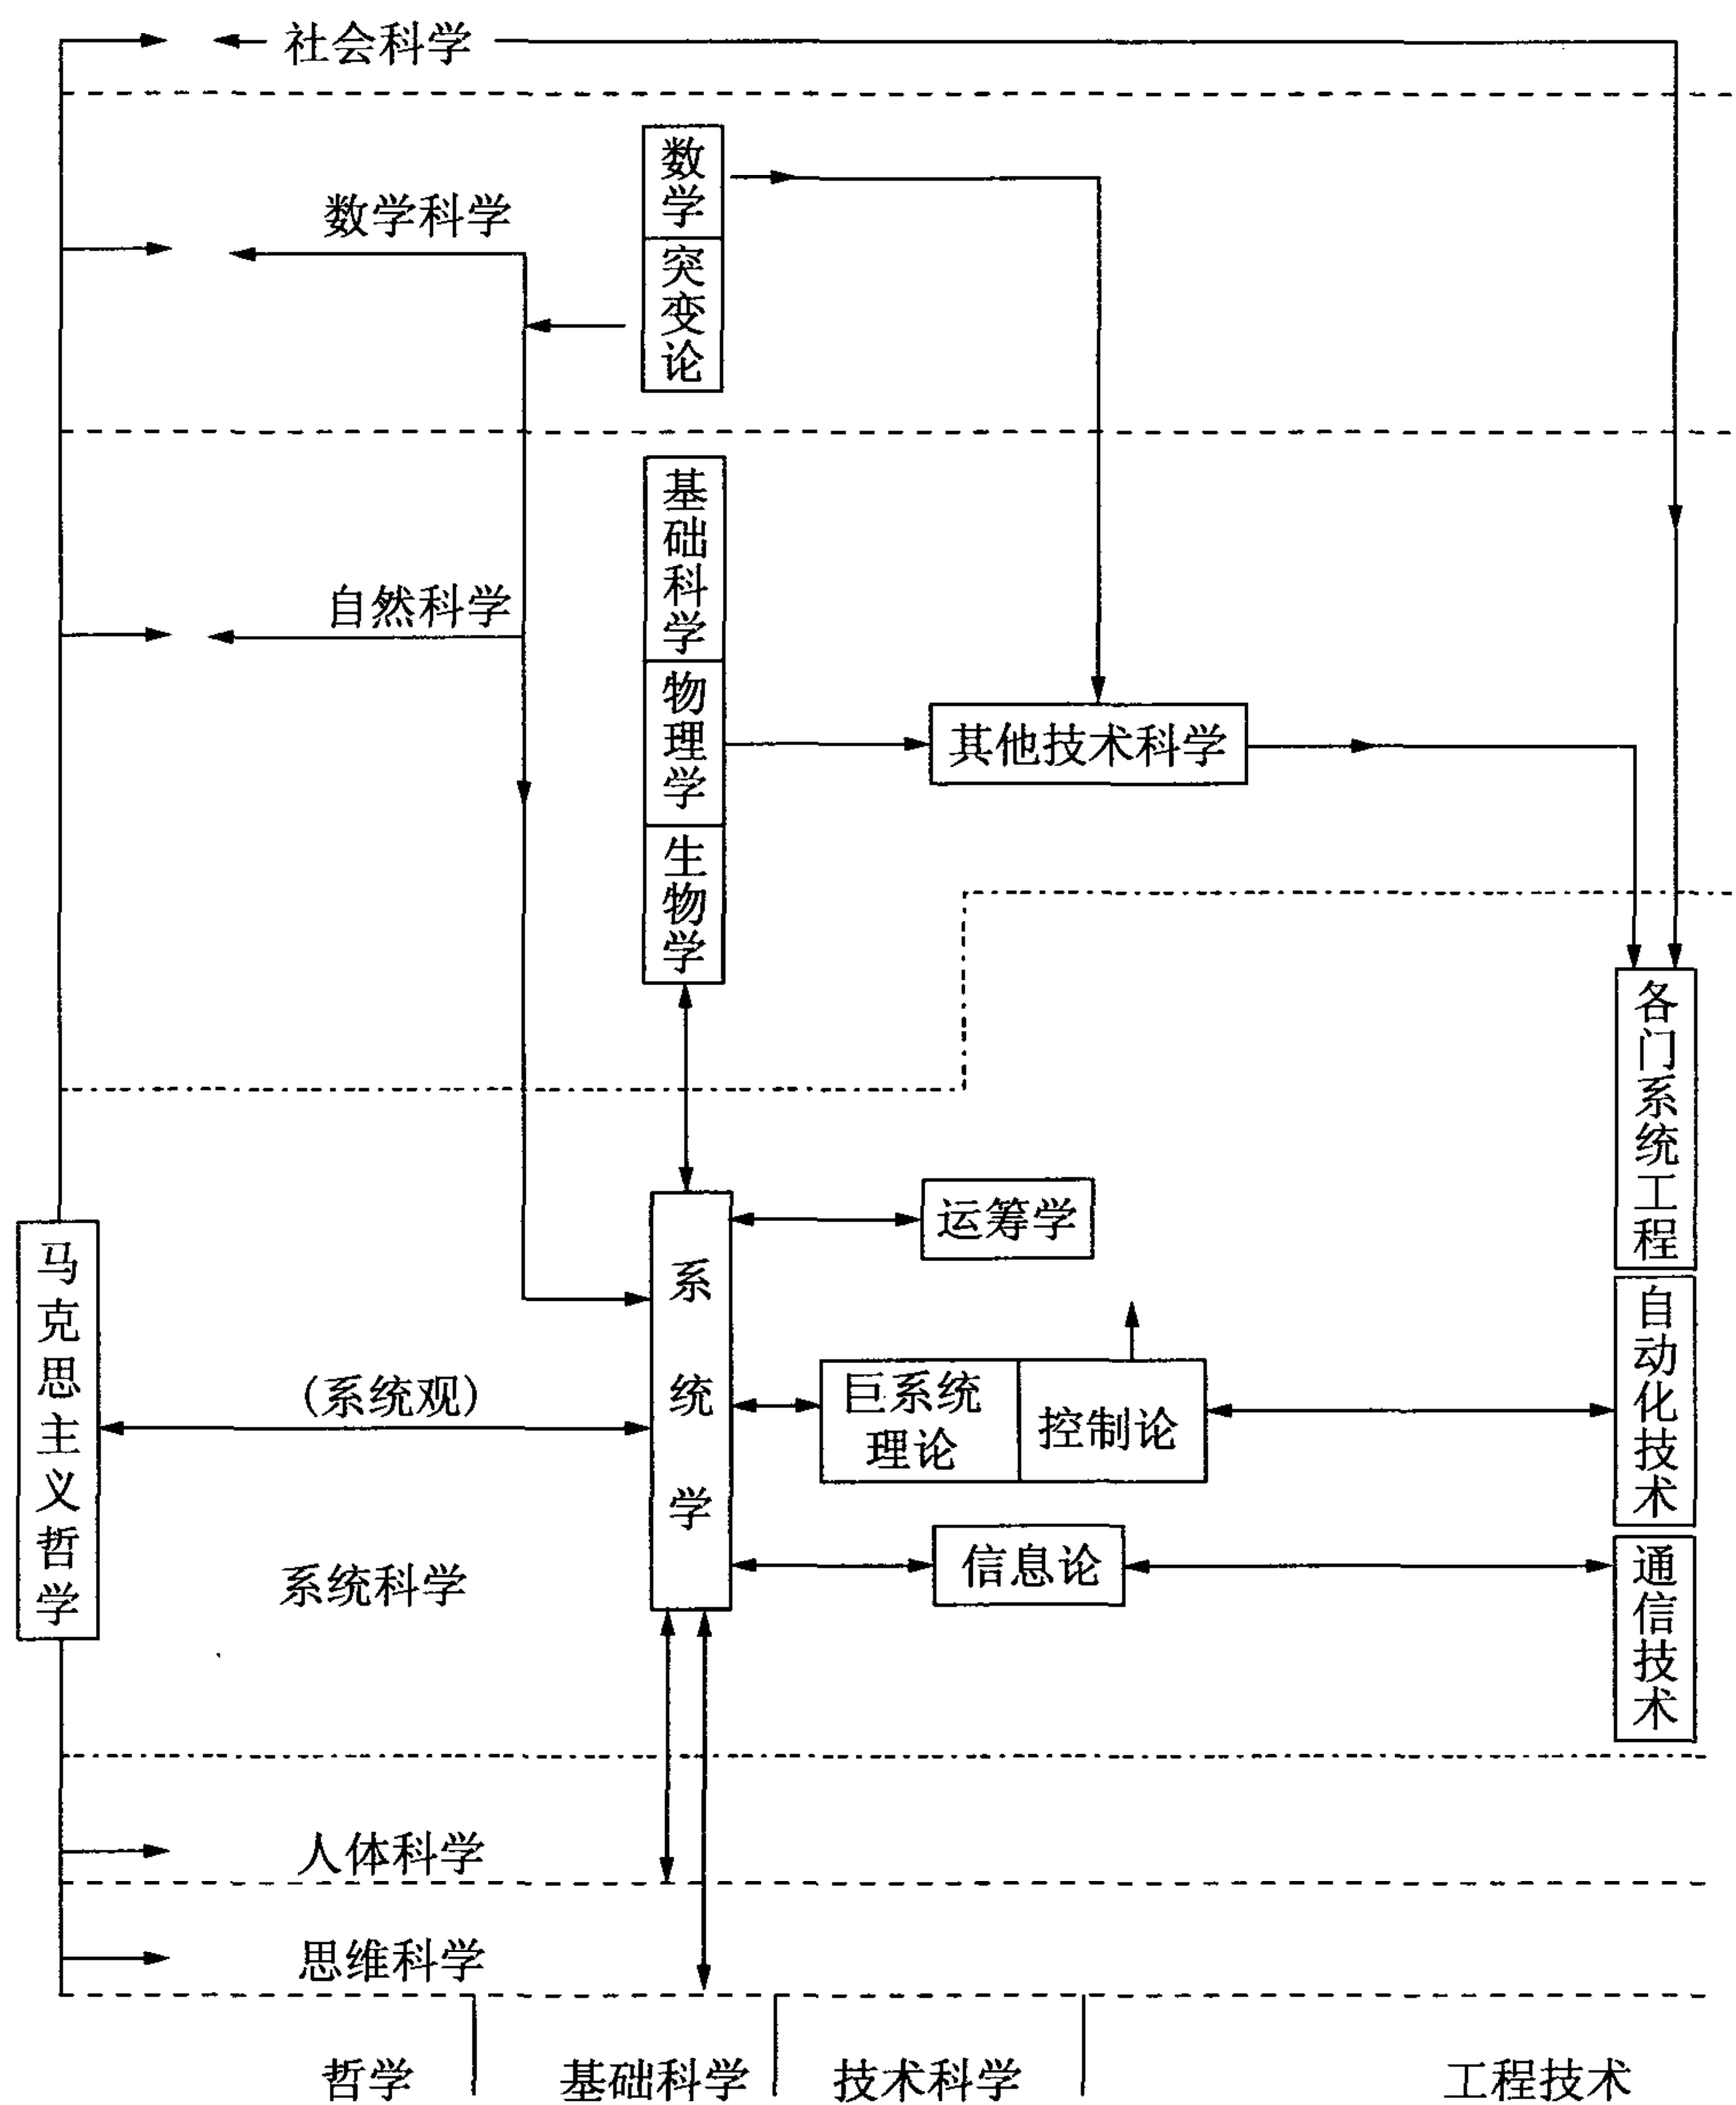 社会科学
数学
数学科学
突变论
基础科学
自然科学
物理学
其他技术科学
生物学
各门系统工程
运筹学
马克思主义哲学
系统学
自动化技术
(系统观)
巨系统
理论
控制论
信息论
通信技术
系统科学
人体科学
思维科学
哲学
基础科学
技术科学
工程技术